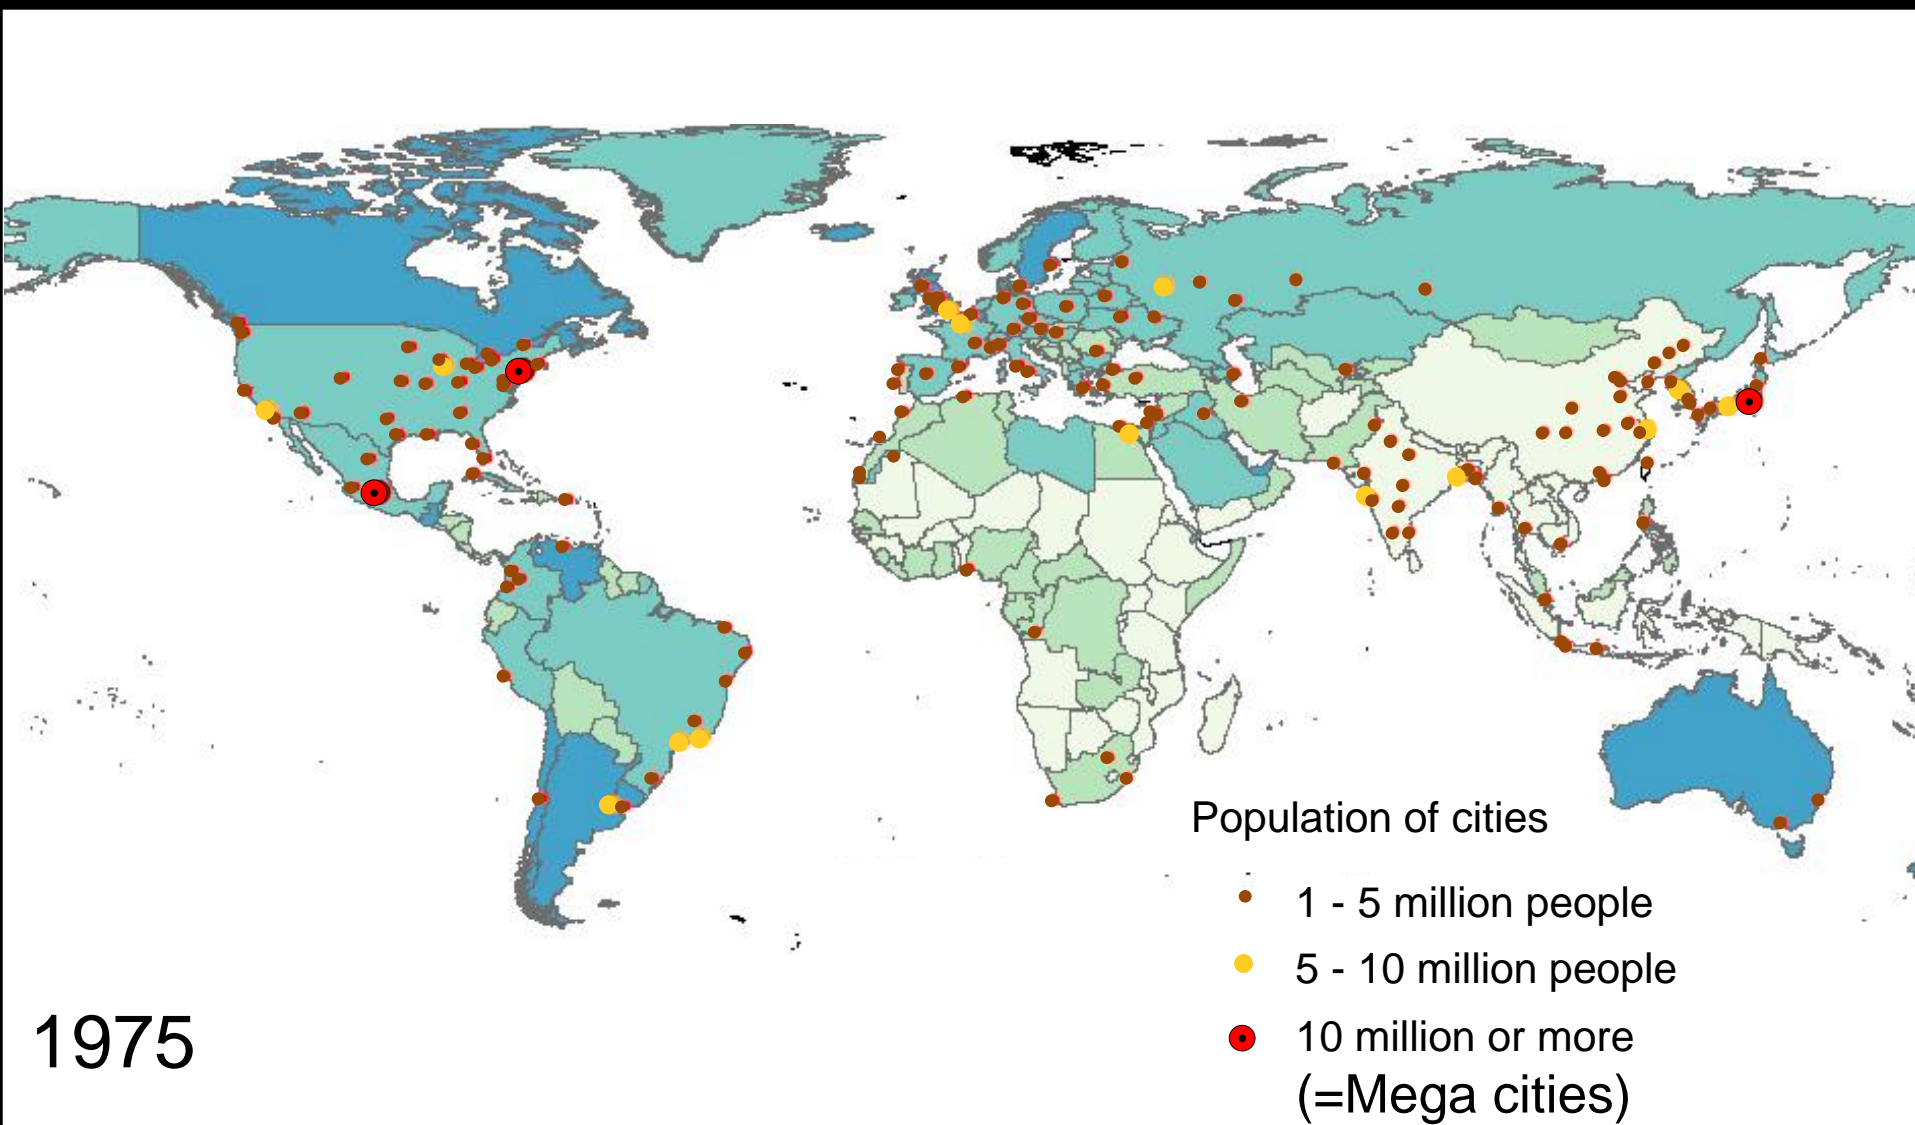 Population of cities
1 - 5 million people
5 - 10 million people
10 million or more
(=Mega cities)
1975